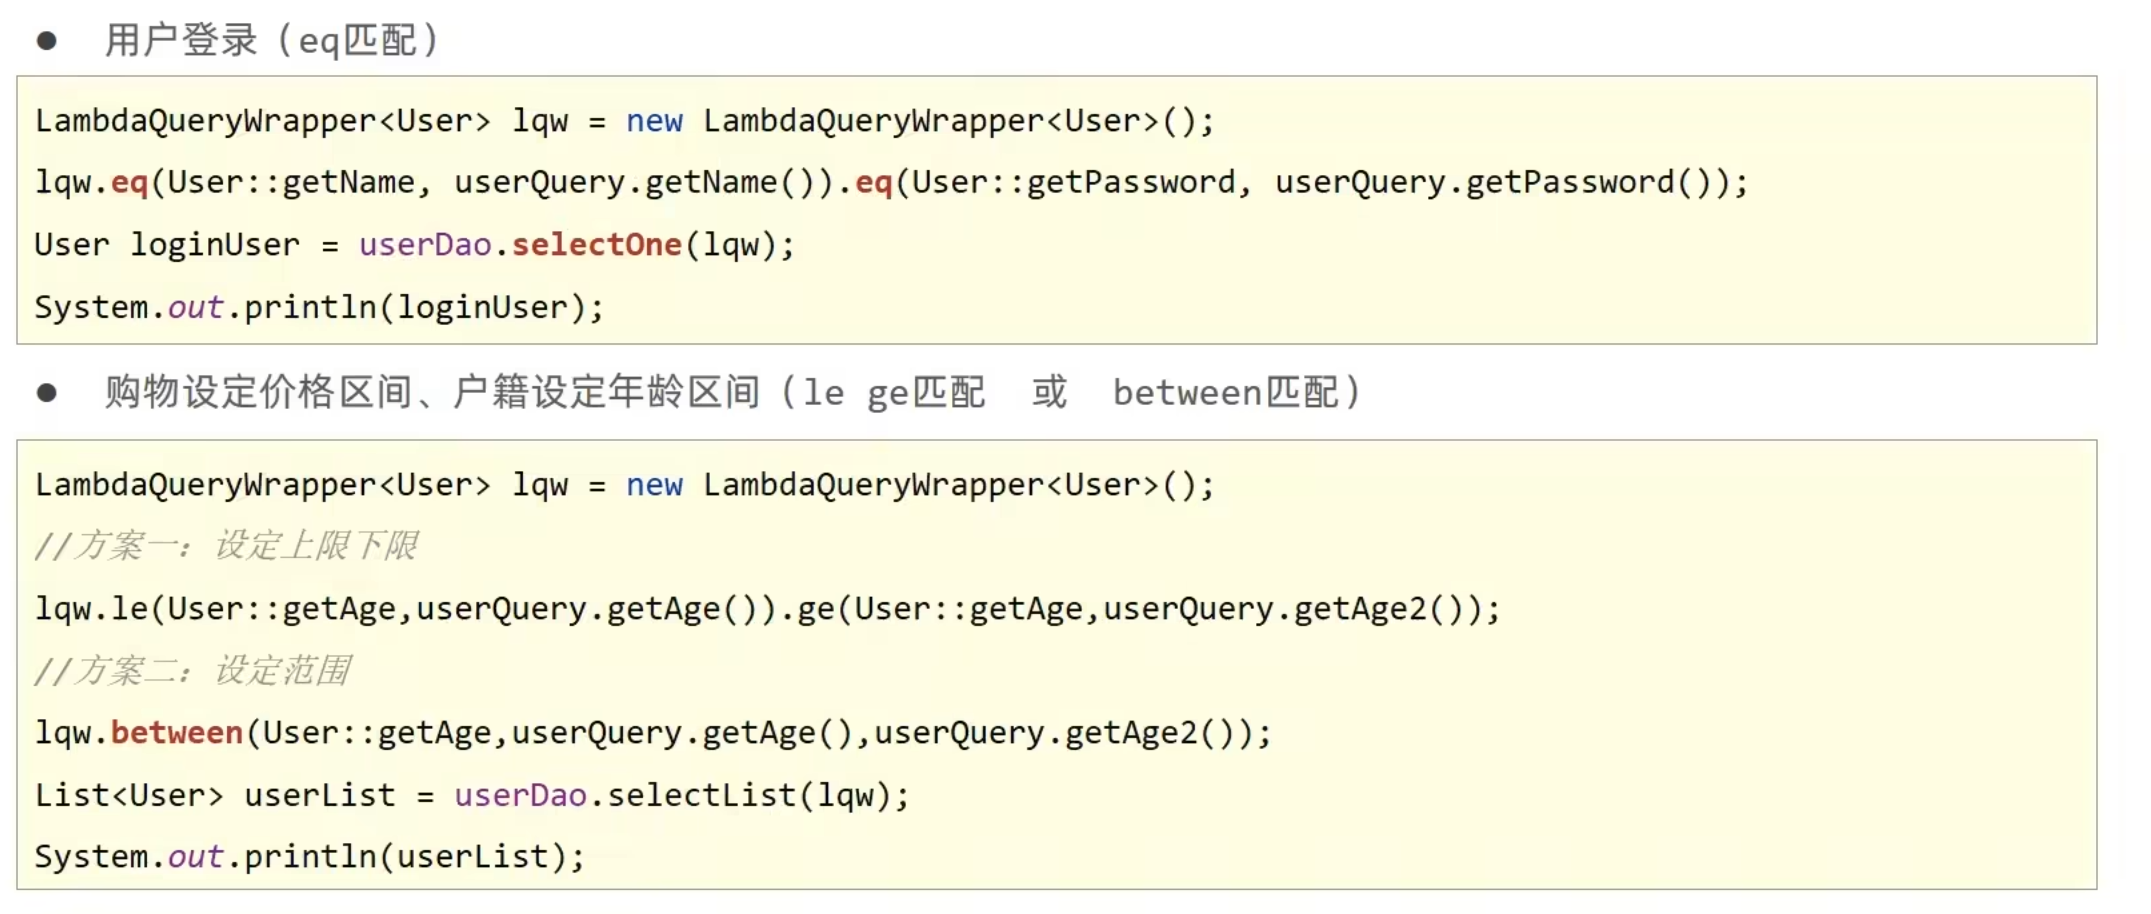 ● 用户登录（eq匹配）
LambdaQueryWrapper<User> lqw = new LambdaQueryWrapper<User>();
lqw.eq(User::getName, userQuery.getName()).eq(User::getPassword, userQuery.getPassword());
User loginUser = userDao.selectOne(lqw);
System.out.println(loginUser);
● 购物设定价格区间、户籍设定年龄区间（le ge匹配 或 between匹配）
LambdaQueryWrapper<User> lqw = new LambdaQueryWrapper<User>();
//方案一：设定上限下限
lqw.le(User::getAge,userQuery.getAge()).ge(User::getAge,userQuery.getAge2());
//方案二：设定范围
lqw.between(User::getAge,userQuery.getAge(),userQuery.getAge2());
List<User> userList = userDao.selectList(lqw);
System.out.println(userList);